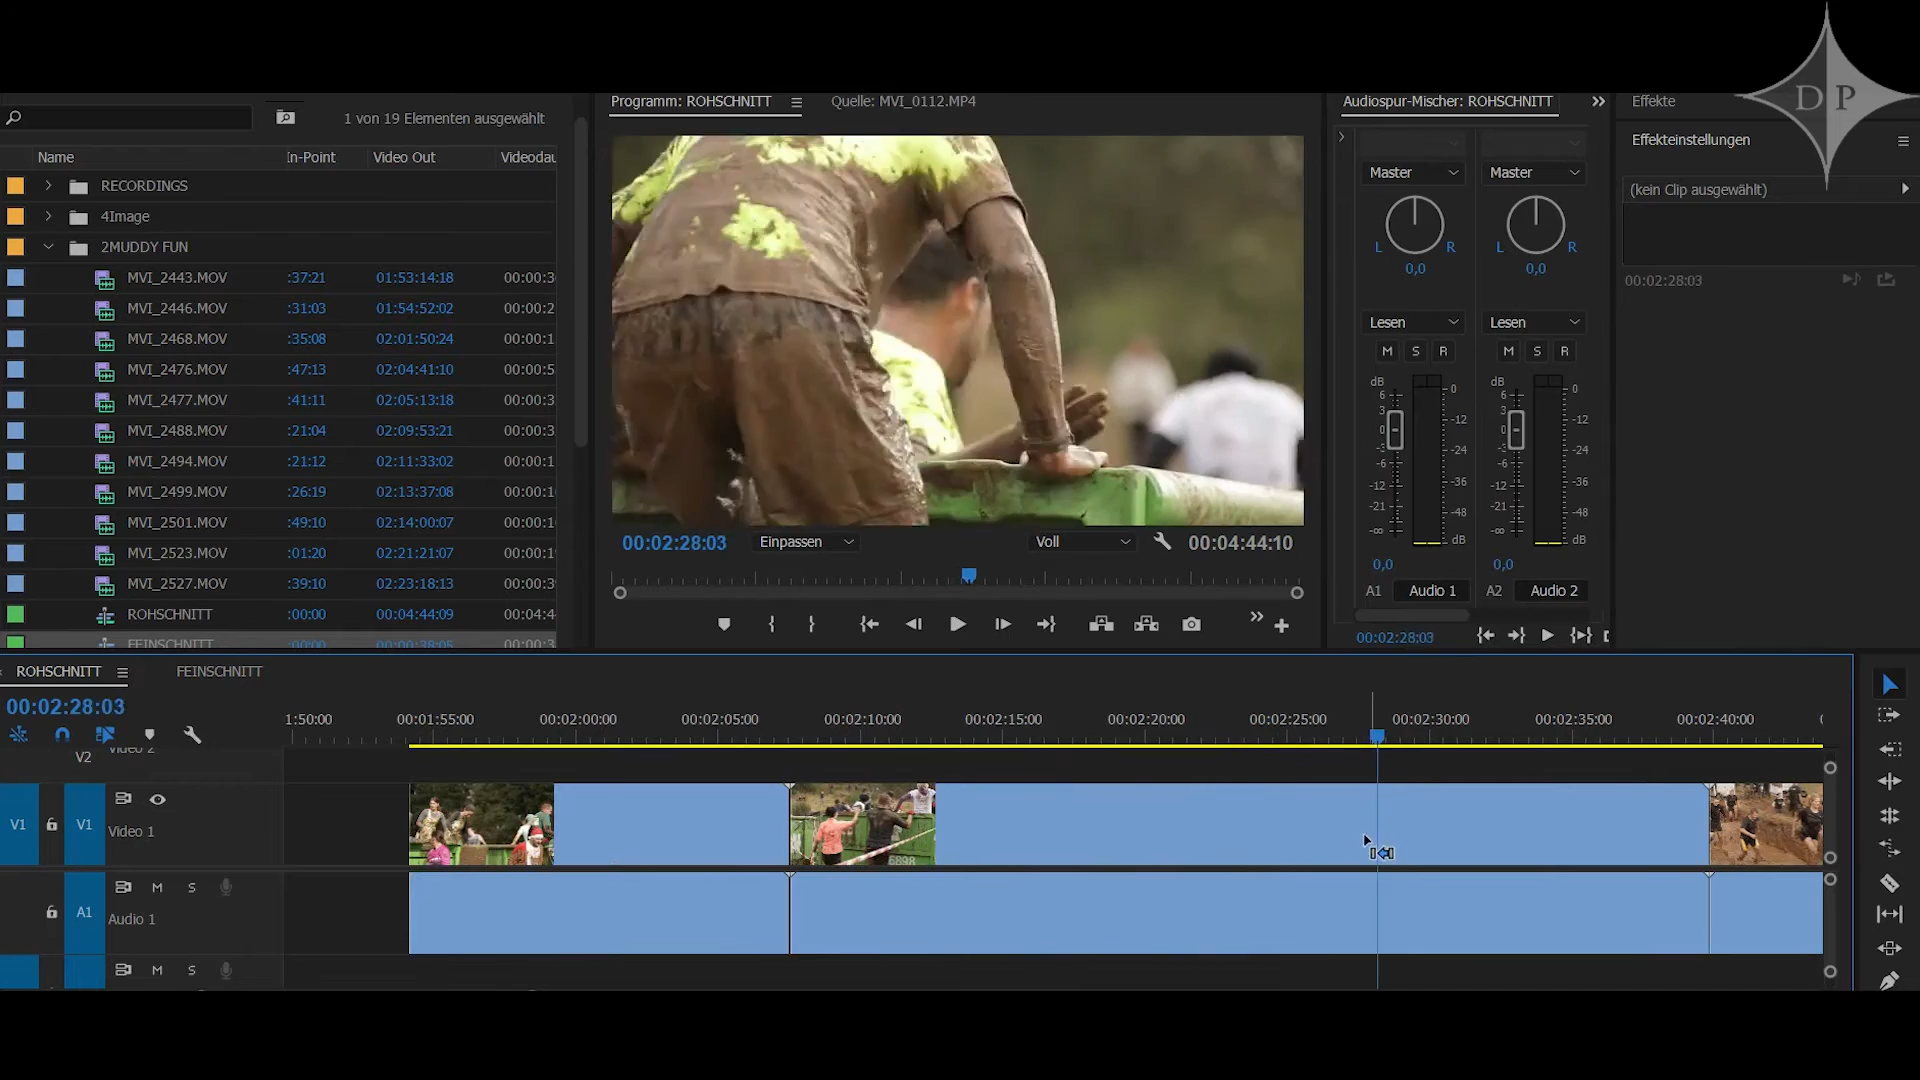 DP
1 von 19 Elementen ausgewählt
Name In-Point Video Out Videodau
RECORDINGS
4Image
2MUDDY FUN
MVI_2443.MOV :37:21 01:53:14:18 00:00:3
MVI_2446.MOV :31:03 01:54:52:02 00:00:2
MVI_2468.MOV :35:08 02:01:50:24 00:00:1
MVI_2476.MOV :47:13 02:04:41:10 00:00:5
MVI_2477.MOV :41:11 02:05:13:18 00:00:3
MVI_2488.MOV :21:04 02:09:53:21 00:00:3
MVI_2494.MOV :21:12 02:11:33:02 00:00:1
MVI_2499.MOV :26:19 02:13:37:08 00:00:1
MVI_2501.MOV :49:10 02:14:00:07 00:00:1
MVI_2523.MOV :01:20 02:21:21:07 00:00:1
MVI_2527.MOV :39:10 02:23:18:13 00:00:3
ROHSCHNITT :00:00 00:04:44:09 00:04:4
FEINSCHNITT :00:00 00:00:38:05 00:00:3
Programm: ROHSCHNITT Quelle: MVI_0112.MP4
00:02:28:03 Einpassen Voll 00:04:44:10
Audiospur-Mischer: ROHSCHNITT
Master Master
L R L R
0,0 0,0
Lesen Lesen
M S R M S R
dB dB
6 3 0 -3 -6 -12 -21 -∞
0 -12 -24 -36 -48 dB
6 3 0 -3 -6 -12 -21 -∞
0 -12 -24 -36 -48 dB
0,0 0,0
A1 Audio 1 A2 Audio 2
00:02:28:03
Effekte
Effekteinstellungen
(kein Clip ausgewählt)
00:02:28:03
ROHSCHNITT FEINSCHNITT
00:02:28:03
1:50:00 00:01:55:00 00:02:00:00 00:02:05:00 00:02:10:00 00:02:15:00 00:02:20:00 00:02:25:00 00:02:30:00 00:02:35:00 00:02:40:00
V2 Video 2
V1 V1 Video 1
6898
M S
A1 Audio 1
M S